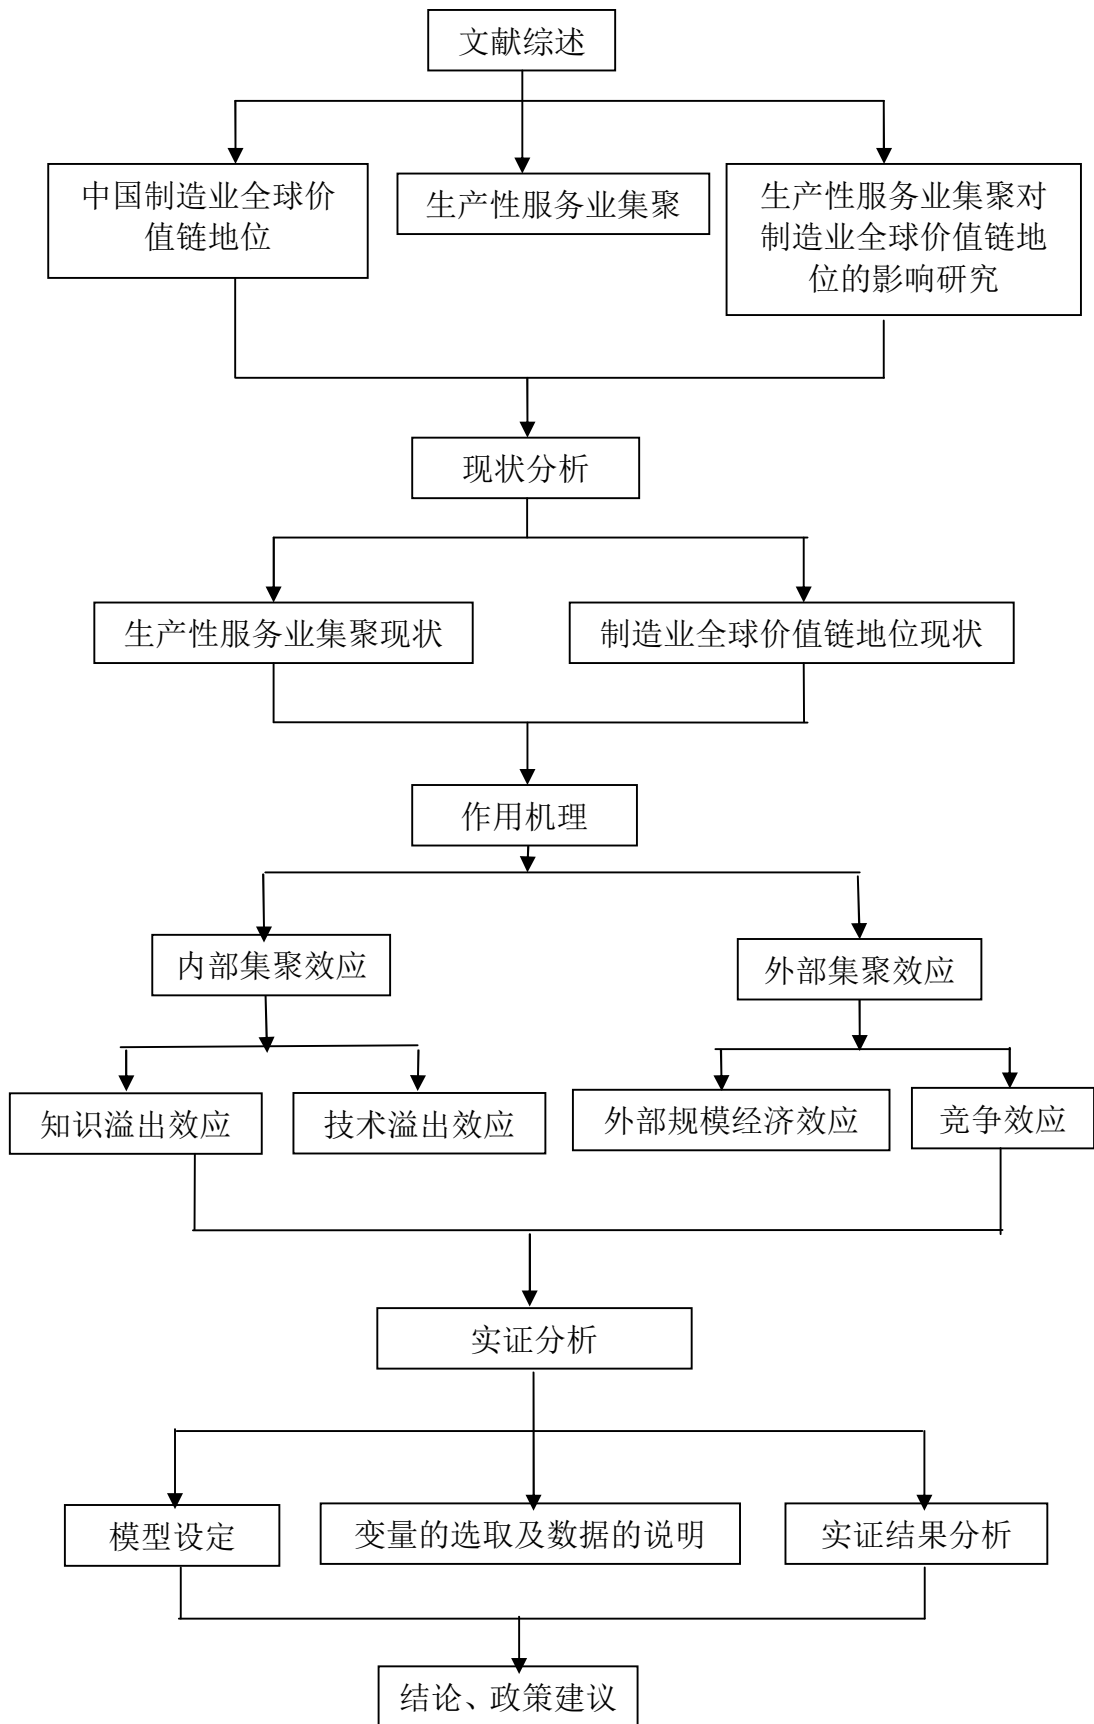 文献综述
中国制造业全球价
值链地位
生产性服务业集聚
生产性服务业集聚对
制造业全球价值链地
位的影响研究
现状分析
生产性服务业集聚现状
制造业全球价值链地位现状
作用机理
内部集聚效应
外部集聚效应
知识溢出效应
技术溢出效应
外部规模经济效应
竞争效应
实证分析
模型设定
变量的选取及数据的说明
实证结果分析
结论、政策建议